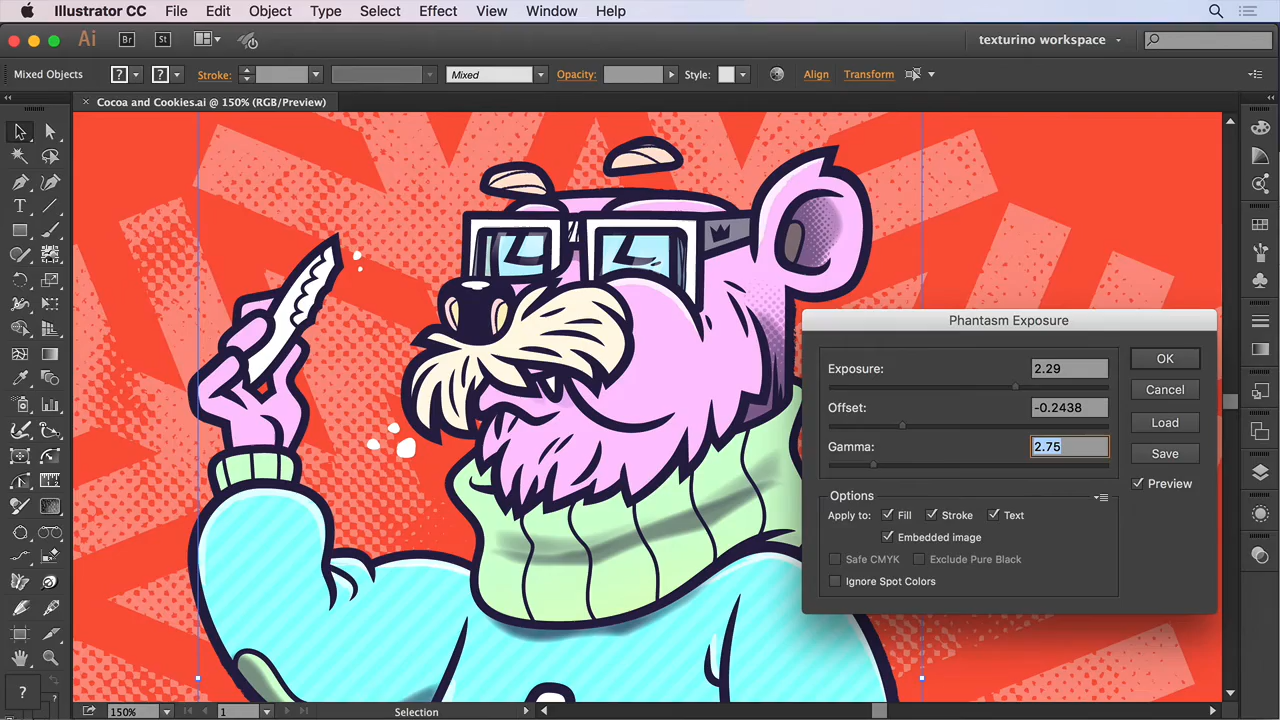 Illustrator CC File Edit Object Type Select Effect View Window Help
Ai Br St texturino workspace
Mixed Objects ? ? Stroke: Mixed Opacity: Style: Align Transform
× Cocoa and Cookies.ai @ 150% (RGB/Preview)
Phantasm Exposure
Exposure: 2.29 OK
Cancel
Offset: -0.2438
Load
Gamma: 2.75 Save
Preview
Options
Apply to: Fill Stroke Text
Embedded image
Safe CMYK Exclude Pure Black
Ignore Spot Colors
? ?
150% 1 Selection